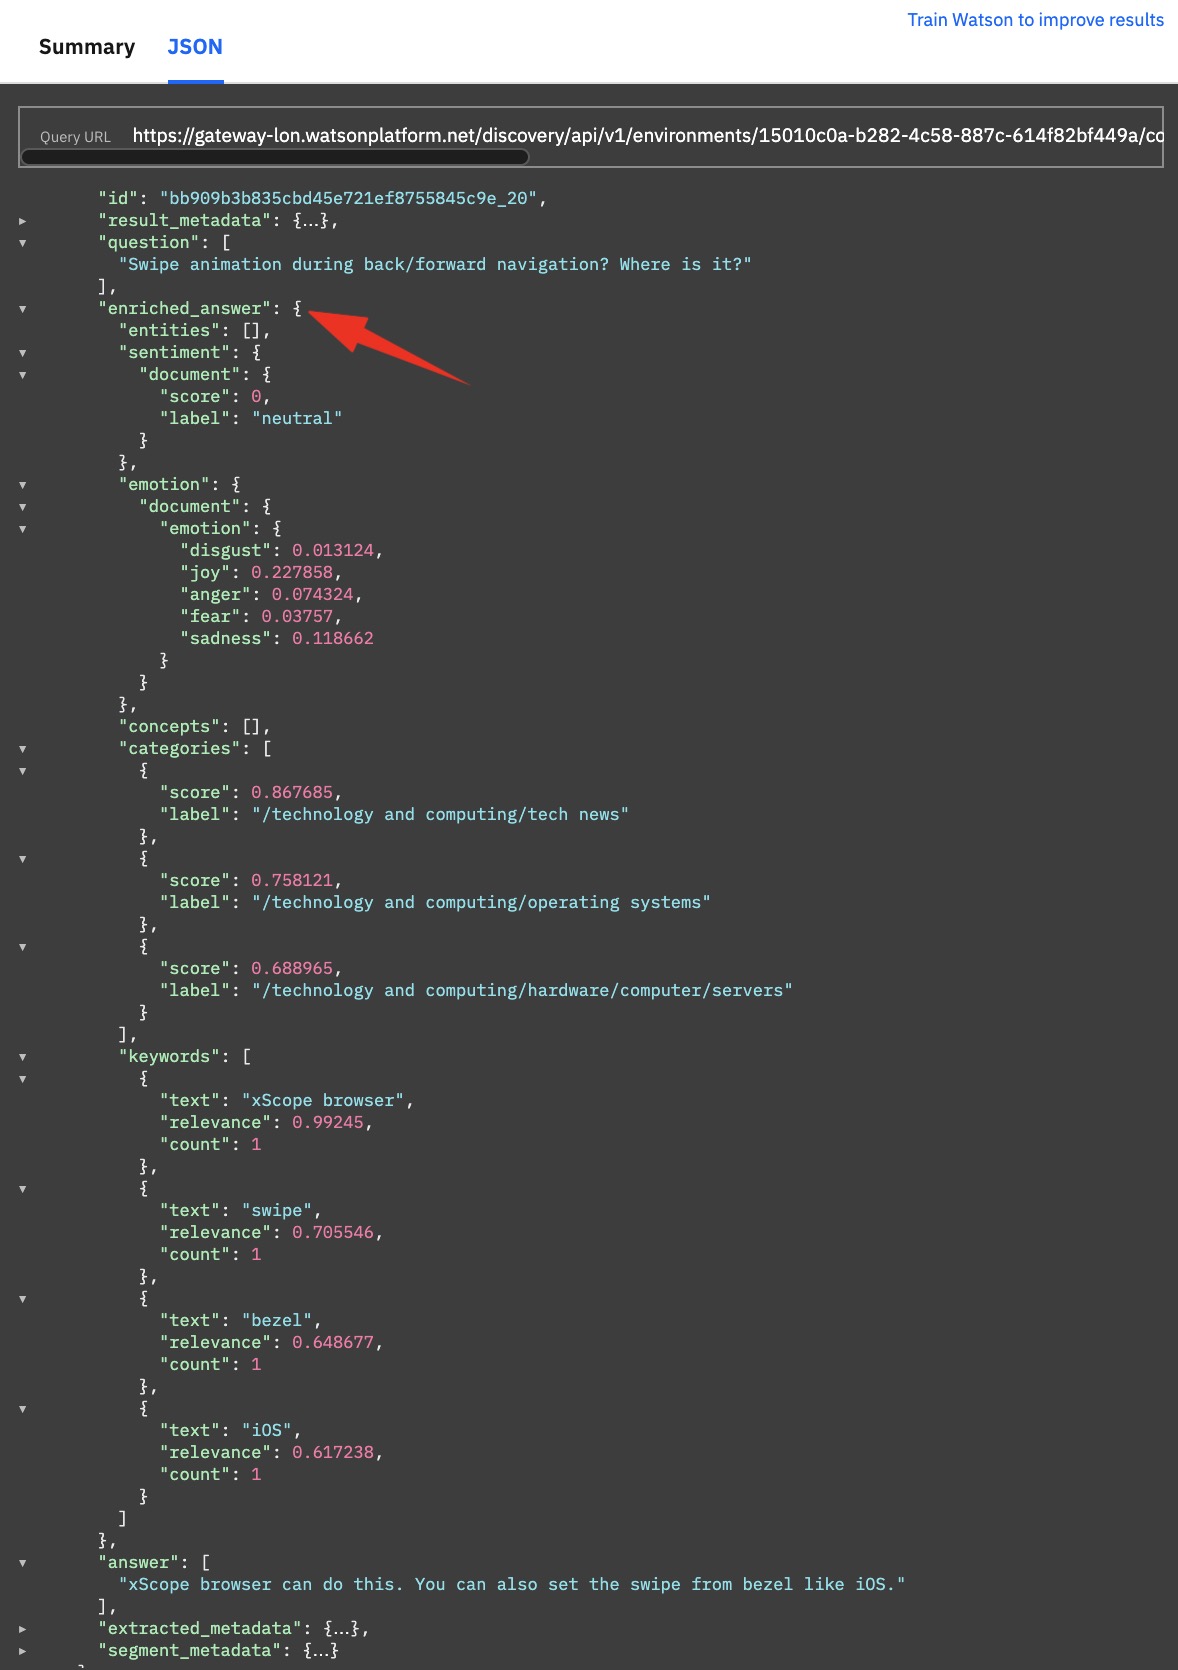 Train Watson to improve results
Summary JSON
Query URL https://gateway-lon.watsonplatform.net/discovery/api/v1/environments/15010c0a-b282-4c58-887c-614f82bf449a/co
"id": "bb909b3b835cbd45e721ef8755845c9e_20",
"result_metadata": {...},
"question": [
"Swipe animation during back/forward navigation? Where is it?"
],
"enriched_answer": {
"entities": [],
"sentiment": {
"document": {
"score": 0,
"label": "neutral"
}
},
"emotion": {
"document": {
"emotion": {
"disgust": 0.013124,
"joy": 0.227858,
"anger": 0.074324,
"fear": 0.03757,
"sadness": 0.118662
}
}
},
"concepts": [],
"categories": [
{
"score": 0.867685,
"label": "/technology and computing/tech news"
},
{
"score": 0.758121,
"label": "/technology and computing/operating systems"
},
{
"score": 0.688965,
"label": "/technology and computing/hardware/computer/servers"
}
],
"keywords": [
{
"text": "xScope browser",
"relevance": 0.99245,
"count": 1
},
{
"text": "swipe",
"relevance": 0.705546,
"count": 1
},
{
"text": "bezel",
"relevance": 0.648677,
"count": 1
},
{
"text": "iOS",
"relevance": 0.617238,
"count": 1
}
]
},
"answer": [
"xScope browser can do this. You can also set the swipe from bezel like iOS."
],
"extracted_metadata": {...},
"segment_metadata": {...}